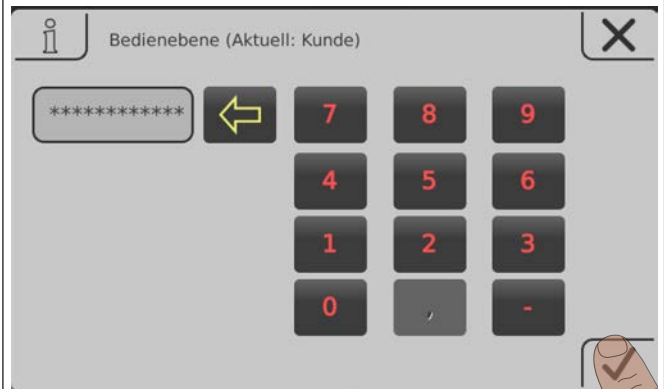 Bedienebene (Aktuell: Kunde)
************
7 8 9
4 5 6
1 2 3
0 , -